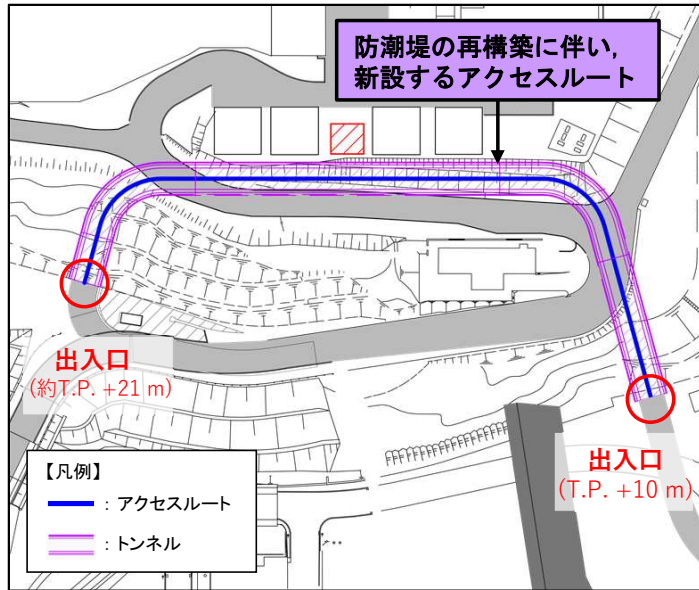 防潮堤の再構築に伴い,
新設するアクセスルート
出入口
(約T.P. +21 m)
出入口
(T.P. +10 m)
【凡例】
：アクセスルート
：トンネル